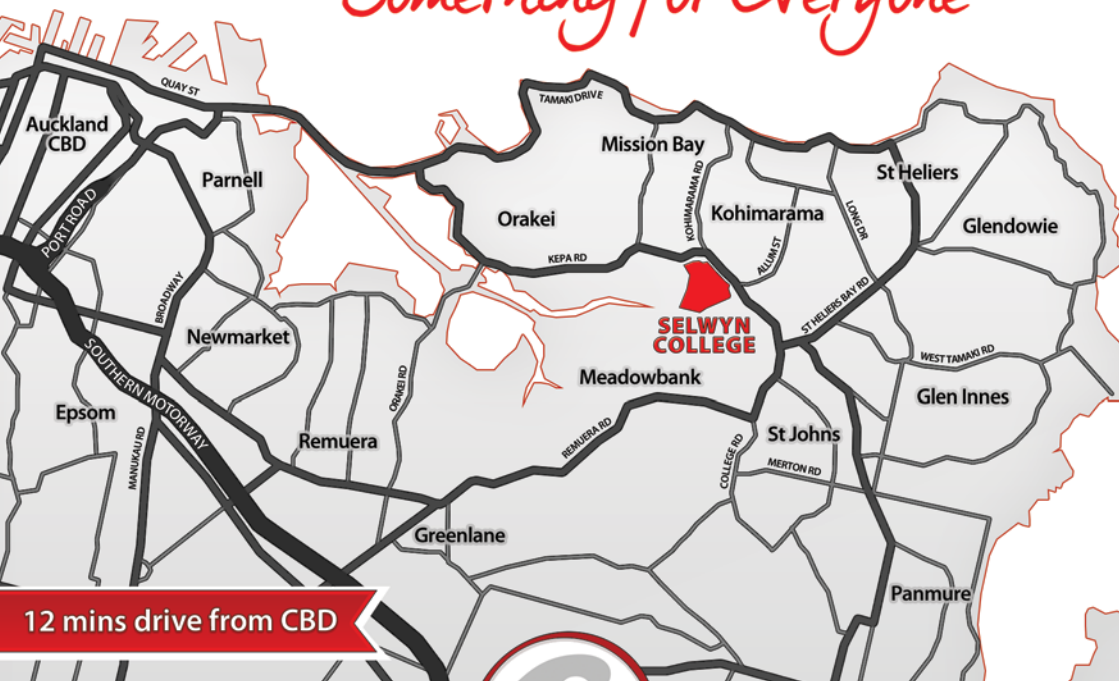 Something for Everyone
QUAY ST
TAMAKI DRIVE
Auckland
CBD
Mission Bay
Parnell
St Heliers
KOHIMARAMA RD
PORT ROAD
Orakei
Kohimarama
LONG DR
Glendowie
KEPA RD
ALLUM ST
BROADWAY
ST HELIERS BAY RD
SELWYN
COLLEGE
Newmarket
SOUTHERN MOTORWAY
WEST TAMAKI RD
Meadowbank
ORAKEI RD
Glen Innes
Epsom
Remuera
REMUERA RD
St Johns
MANUKAU RD
COLLEGE RD
MERTON RD
Greenlane
Panmure
12 mins drive from CBD